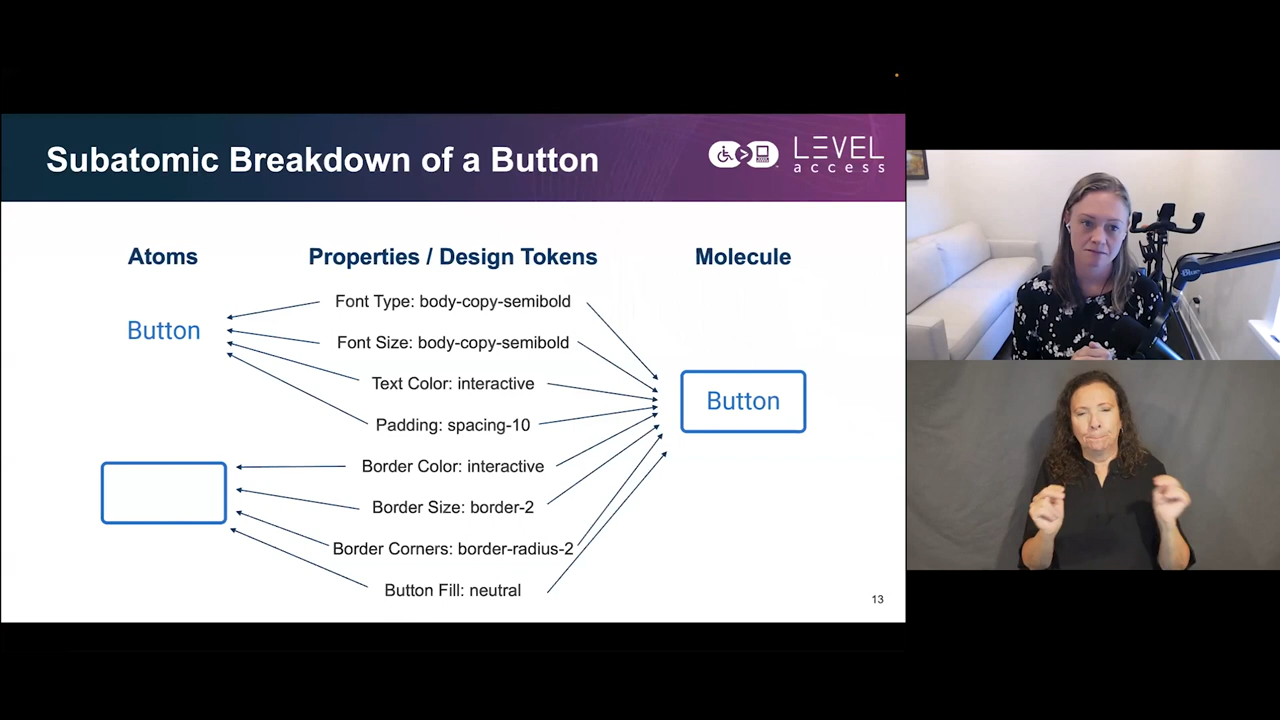 Subatomic Breakdown of a Button
LEVEL
access
Atoms
Properties / Design Tokens
Molecule
Font Type: body-copy-semibold
Button
Font Size: body-copy-semibold
Text Color: interactive
Button
Padding: spacing-10
Border Color: interactive
Border Size: border-2
Border Corners: border-radius-2
Button Fill: neutral
13